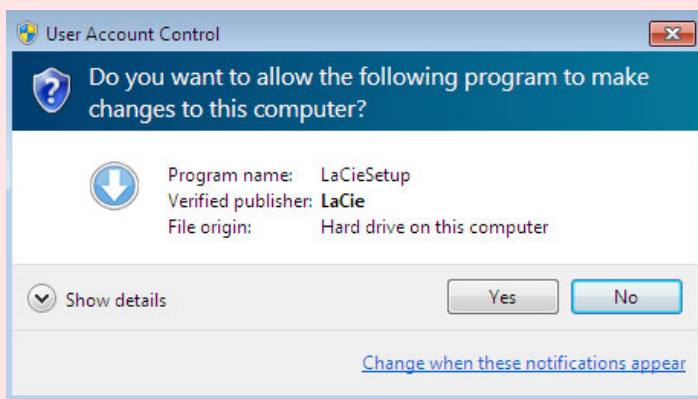 User Account Control
Do you want to allow the following program to make
changes to this computer?
Program name: LaCieSetup
Verified publisher: LaCie
File origin: Hard drive on this computer
Show details
Yes
No
Change when these notifications appear